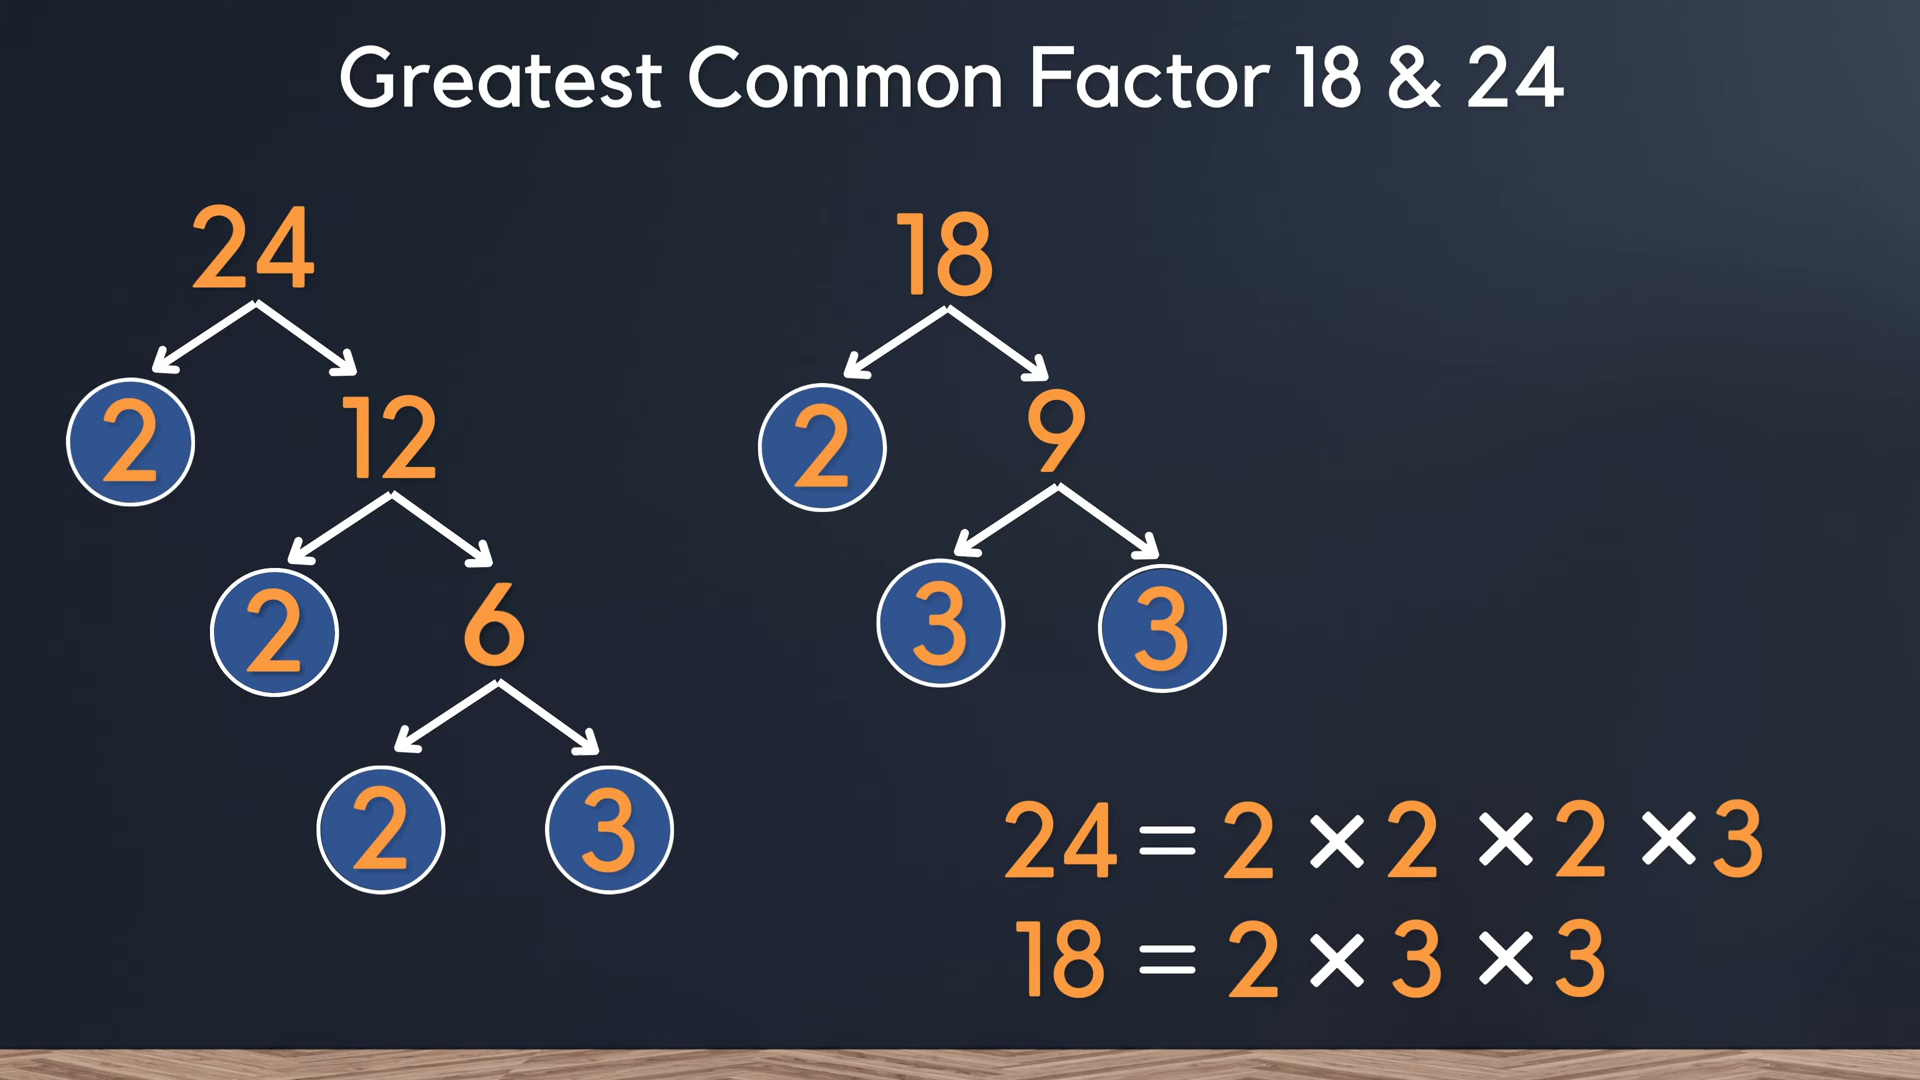 Greatest Common Factor 18 & 24
24
18
2 12
2 9
2 6
3 3
2 3
24 = 2 × 2 × 2 × 3
18 = 2 × 3 × 3